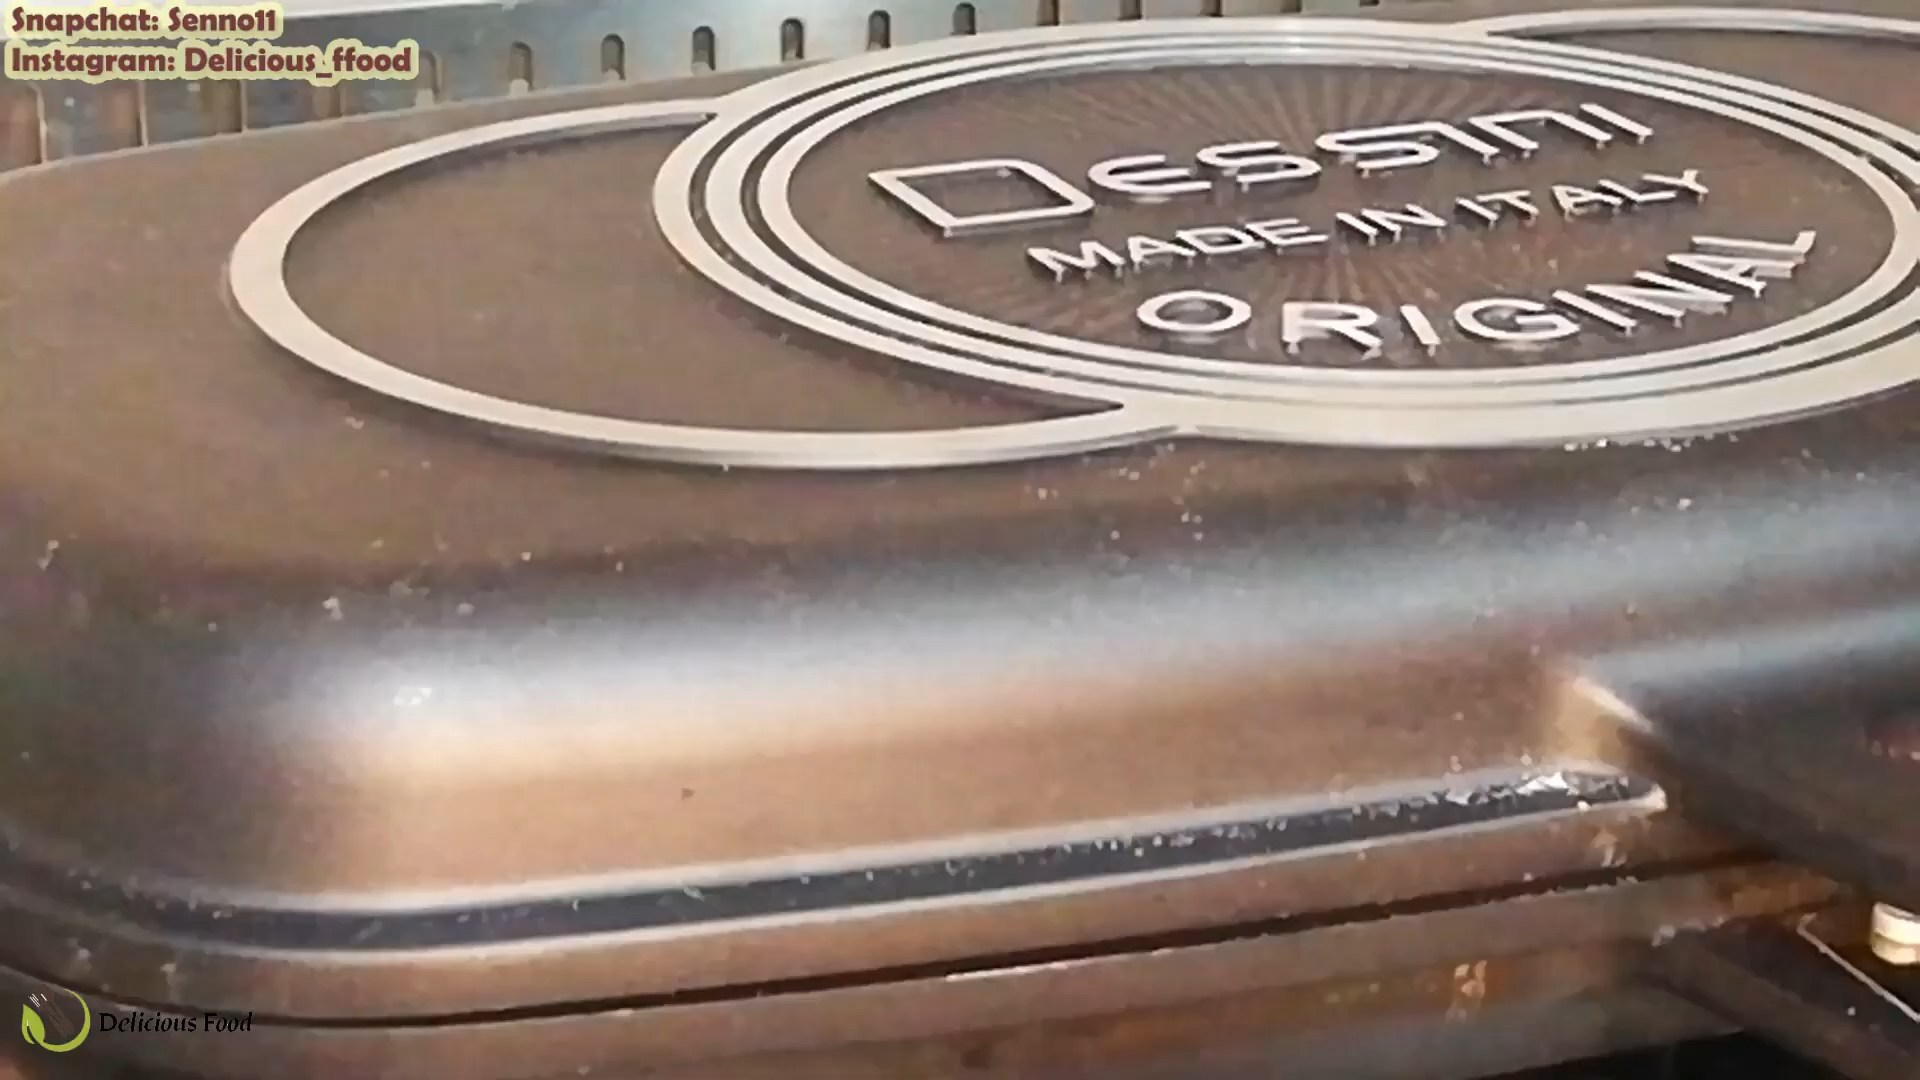 Snapchat: Senno11
Instagram: Delicious_ffood
DESSINI
MADE IN ITALY
ORIGINAL
Delicious Food